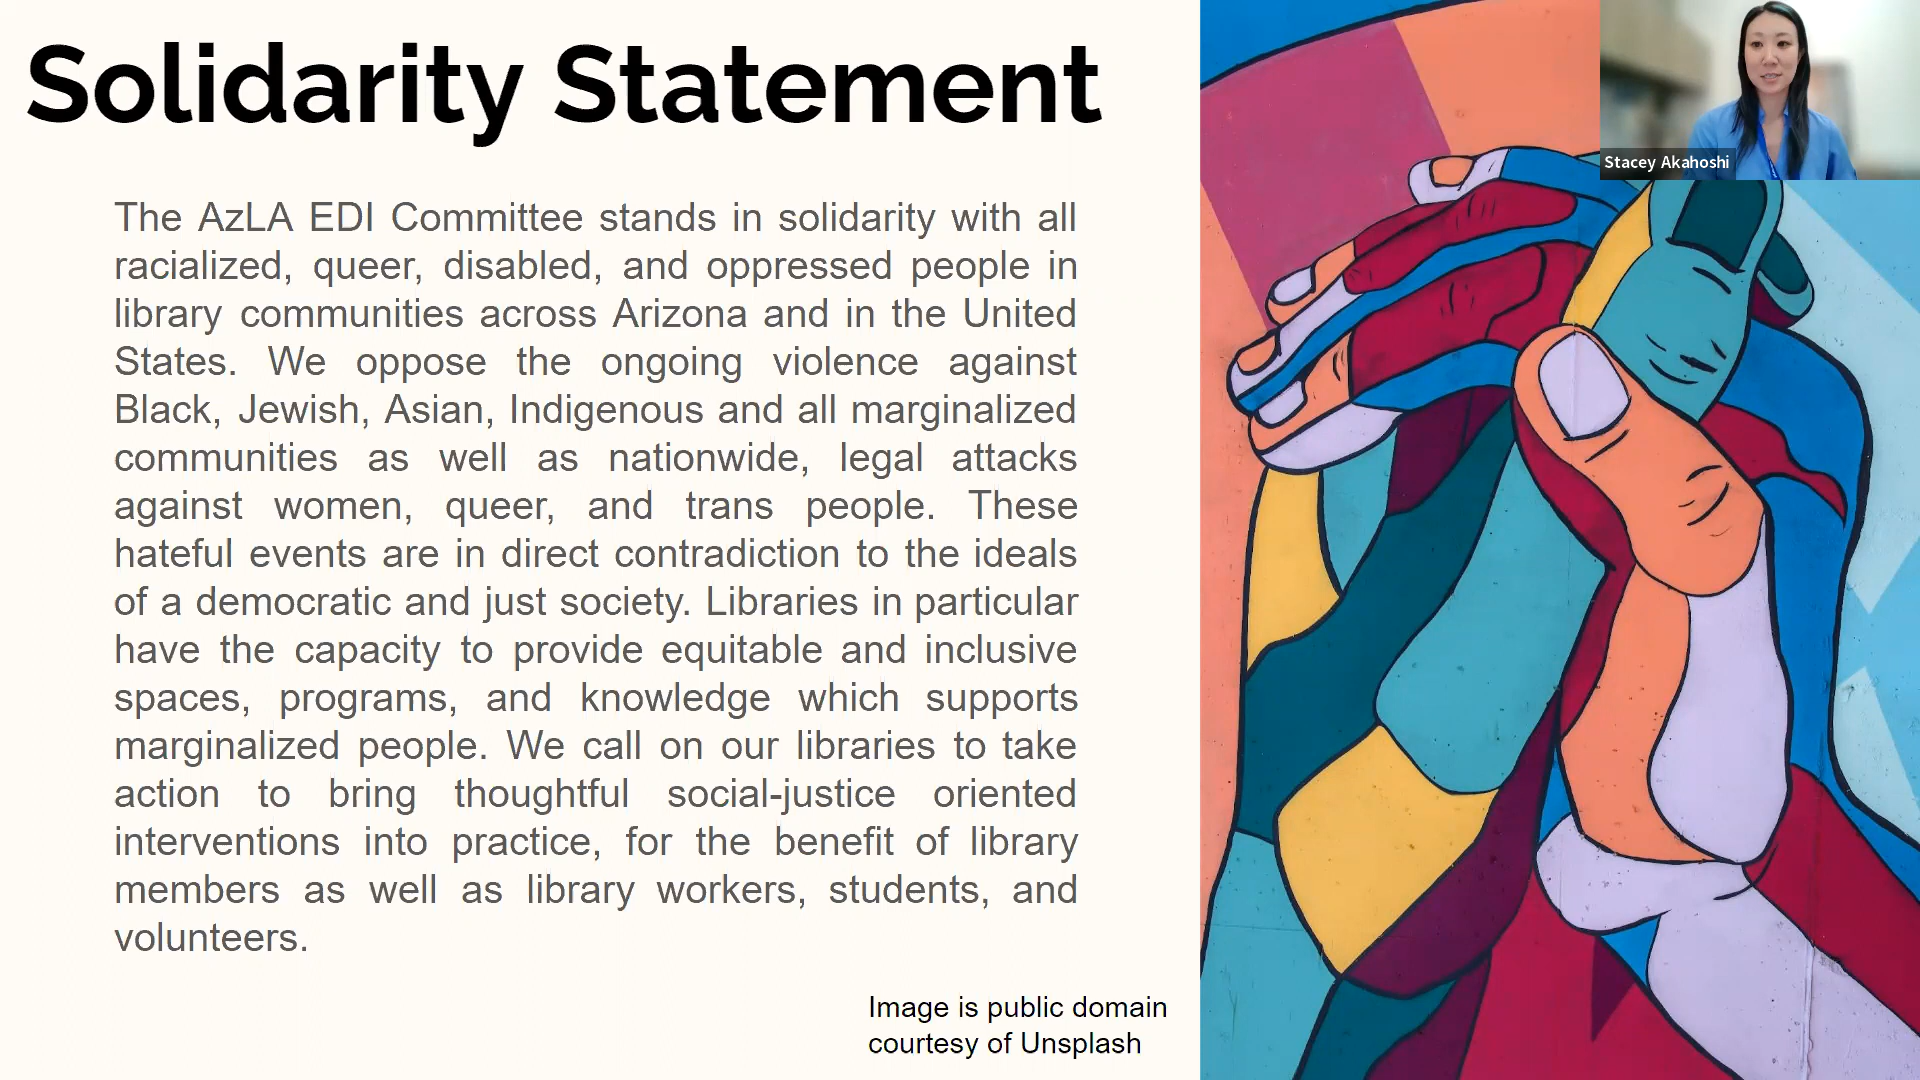 Solidarity Statement
Stacey Akahoshi
The AzLA EDI Committee stands in solidarity with all
racialized, queer, disabled, and oppressed people in
library communities across Arizona and in the United
States. We oppose the ongoing violence against
Black, Jewish, Asian, Indigenous and all marginalized
communities as well as nationwide, legal attacks
against women, queer, and trans people. These
hateful events are in direct contradiction to the ideals
of a democratic and just society. Libraries in particular
have the capacity to provide equitable and inclusive
spaces, programs, and knowledge which supports
marginalized people. We call on our libraries to take
action to bring thoughtful social-justice oriented
interventions into practice, for the benefit of library
members as well as library workers, students, and
volunteers.
Image is public domain
courtesy of Unsplash